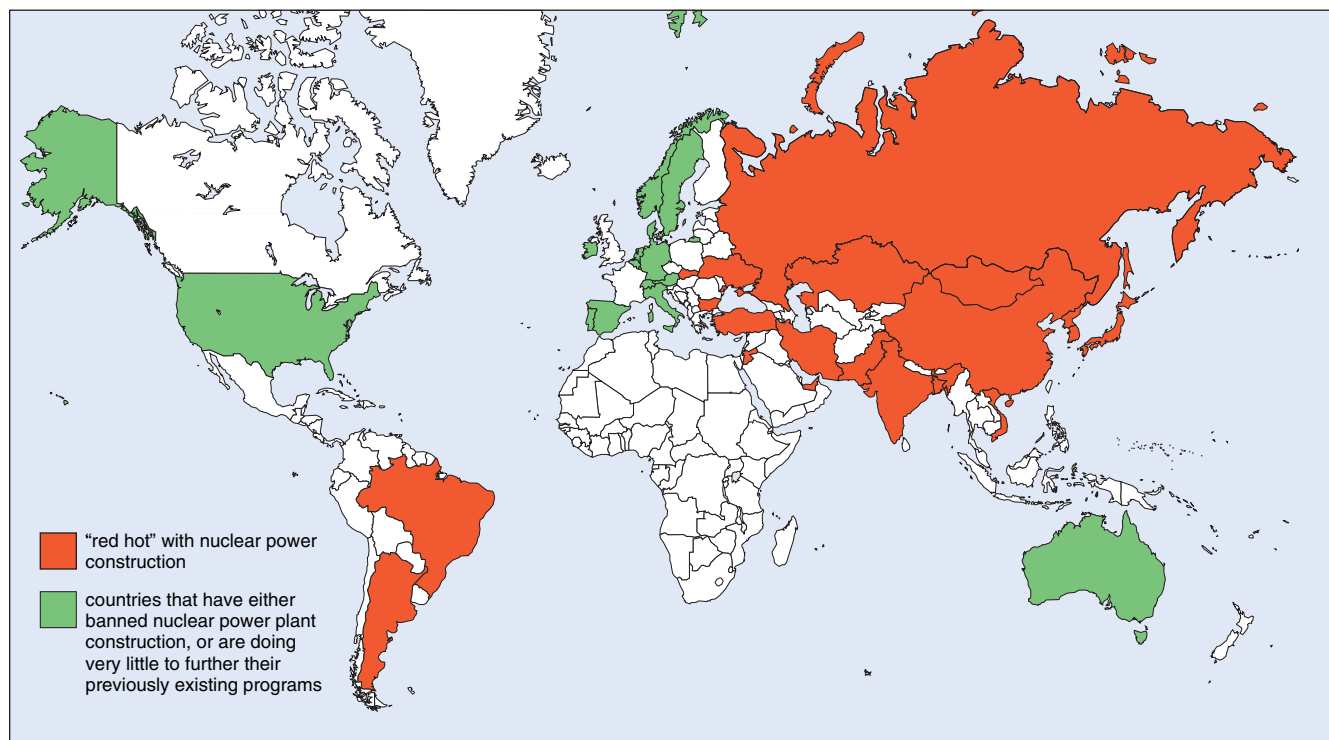 “red hot” with nuclear power
construction
countries that have either
banned nuclear power plant
construction, or are doing
very little to further their
previously existing programs